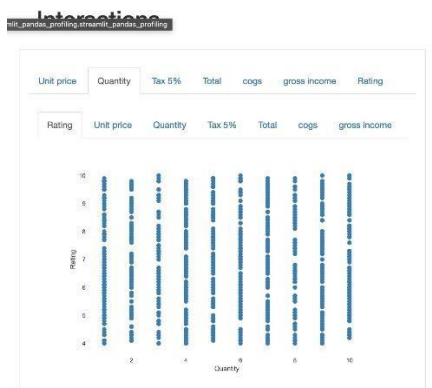 Interactions
mlit_pandas_profiling.streamlit_pandas_profiling
Unit price Quantity Tax 5% Total cogs gross income Rating
Rating Unit price Quantity Tax 5% Total cogs gross income
10
9
8
7
6
5
4
Rating
2 4 6 8 10
Quantity